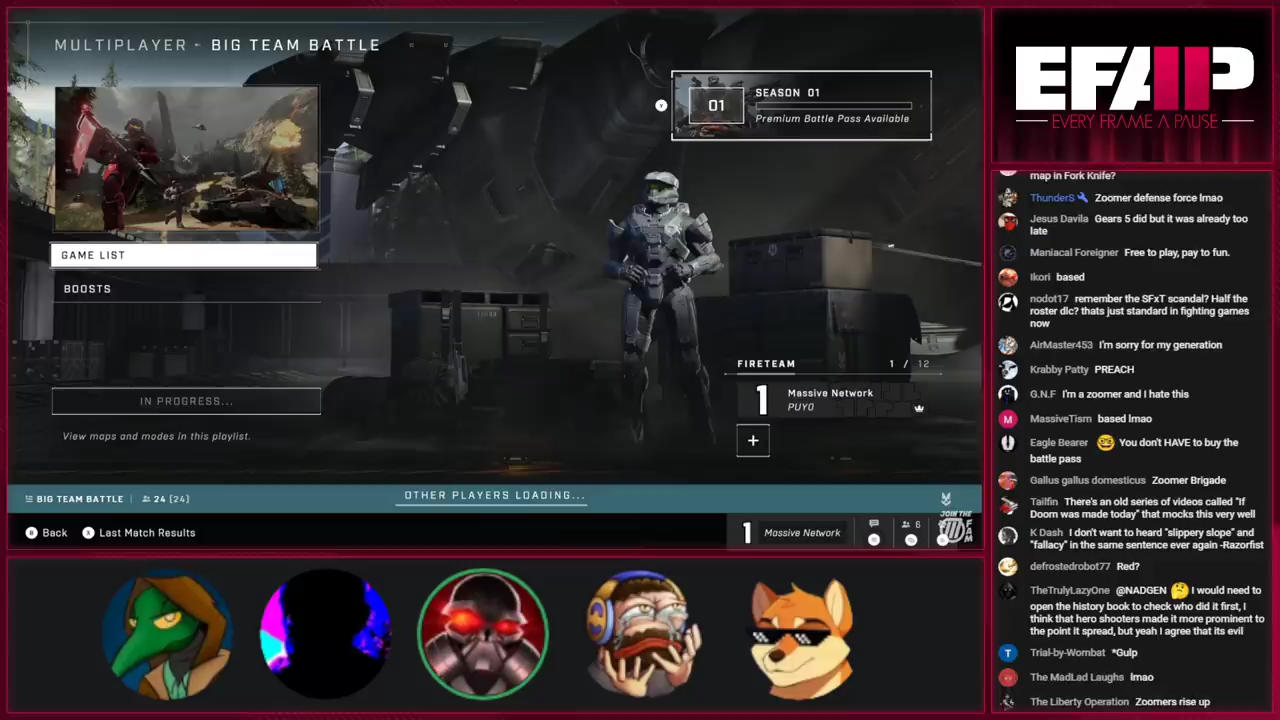 MULTIPLAYER - BIG TEAM BATTLE
01
SEASON 01
Premium Battle Pass Available
Y
GAME LIST
BOOSTS
IN PROGRESS...
View maps and modes in this playlist.
FIRETEAM 1 / 12
1
Massive Network
PUYO
+
BIG TEAM BATTLE 24 [24]
OTHER PLAYERS LOADING...
B Back X Last Match Results
1 Massive Network 6
JOIN THE
FAM
EFAP
EVERY FRAME A PAUSE
map in Fork Knife?
ThunderS Zoomer defense force lmao
Jesus Davila Gears 5 did but it was already too
late
Maniacal Foreigner Free to play, pay to fun.
Ikori based
nodot17 remember the SFxT scandal? Half the
roster dlc? thats just standard in fighting games
now
AirMaster453 I'm sorry for my generation
Krabby Patty PREACH
G.N.F I'm a zoomer and I hate this
M MassiveTism based lmao
Eagle Bearer 🤓 You don't HAVE to buy the
battle pass
Gallus gallus domesticus Zoomer Brigade
Tailfin There's an old series of videos called "If
Doom was made today" that mocks this very well
K Dash I don't want to heard "slippery slope" and
"fallacy" in the same sentence ever again -Razorfist
defrostedrobot77 Red?
TheTrulyLazyOne @NADGEN 🤔 I would need to
open the history book to check who did it first, I
think that hero shooters made it more prominent to
the point it spread, but yeah I agree that its evil
T Trial-by-Wombat *Gulp
The MadLad Laughs lmao
The Liberty Operation Zoomers rise up